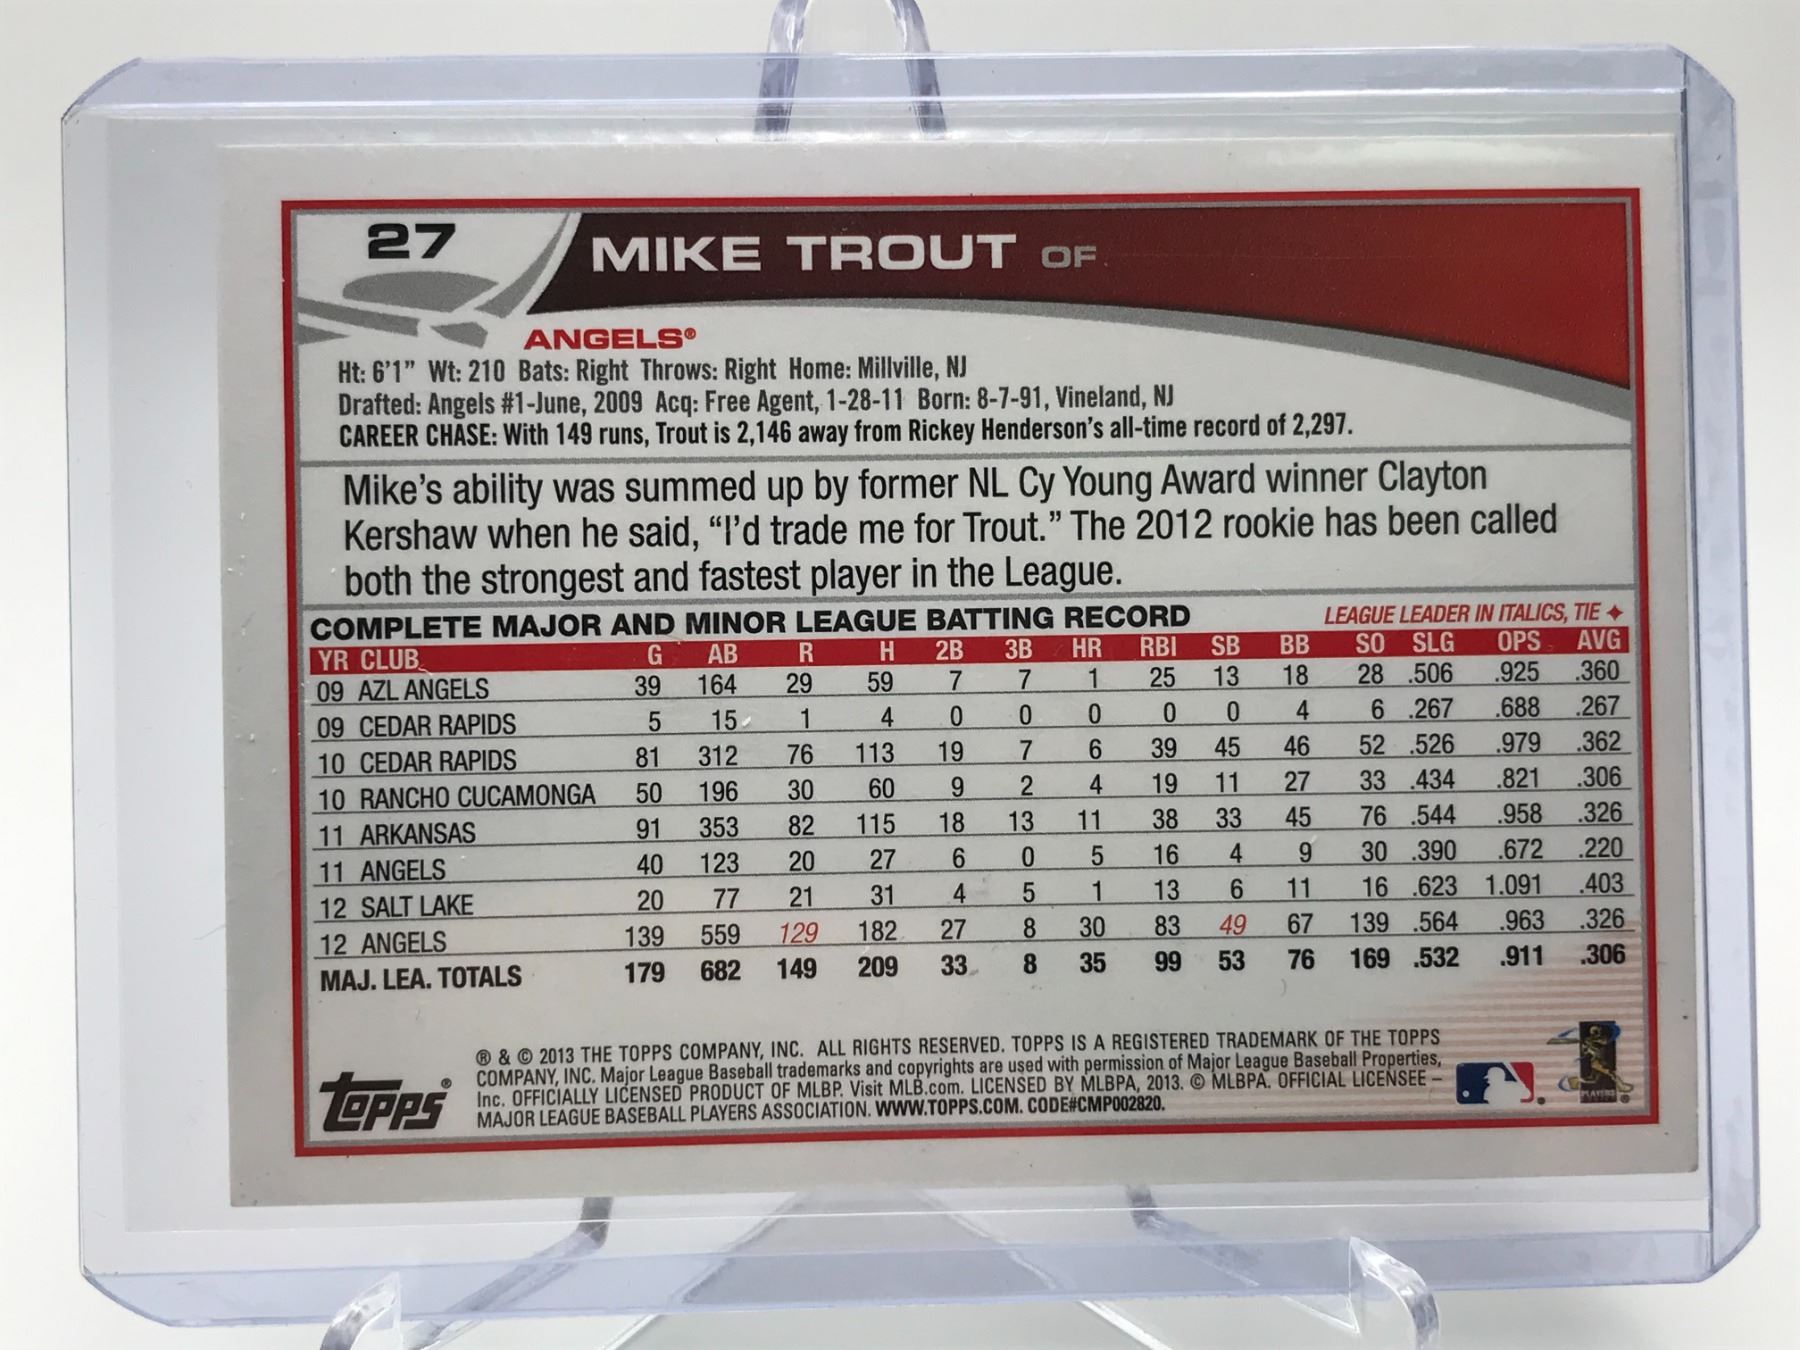 27
MIKE TROUT OF
ANGELS®
Ht: 6'1" Wt: 210 Bats: Right Throws: Right Home: Millville, NJ
Drafted: Angels #1-June, 2009 Acq: Free Agent, 1-28-11 Born: 8-7-91, Vineland, NJ
CAREER CHASE: With 149 runs, Trout is 2,146 away from Rickey Henderson's all-time record of 2,297.
Mike's ability was summed up by former NL Cy Young Award winner Clayton
Kershaw when he said, "I'd trade me for Trout." The 2012 rookie has been called
both the strongest and fastest player in the League.
COMPLETE MAJOR AND MINOR LEAGUE BATTING RECORD LEAGUE LEADER IN ITALICS, TIE ✦
YR CLUB G AB R H 2B 3B HR RBI SB BB SO SLG OPS AVG
09 AZL ANGELS 39 164 29 59 7 7 1 25 13 18 28 .506 .925 .360
09 CEDAR RAPIDS 5 15 1 4 0 0 0 0 0 4 6 .267 .688 .267
10 CEDAR RAPIDS 81 312 76 113 19 7 6 39 45 46 52 .526 .979 .362
10 RANCHO CUCAMONGA 50 196 30 60 9 2 4 19 11 27 33 .434 .821 .306
11 ARKANSAS 91 353 82 115 18 13 11 38 33 45 76 .544 .958 .326
11 ANGELS 40 123 20 27 6 0 5 16 4 9 30 .390 .672 .220
12 SALT LAKE 20 77 21 31 4 5 1 13 6 11 16 .623 1.091 .403
12 ANGELS 139 559 129 182 27 8 30 83 49 67 139 .564 .963 .326
MAJ. LEA. TOTALS 179 682 149 209 33 8 35 99 53 76 169 .532 .911 .306
® & © 2013 THE TOPPS COMPANY, INC. ALL RIGHTS RESERVED. TOPPS IS A REGISTERED TRADEMARK OF THE TOPPS
COMPANY, INC. Major League Baseball trademarks and copyrights are used with permission of Major League Baseball Properties,
Inc. OFFICIALLY LICENSED PRODUCT OF MLBP. Visit MLB.com. LICENSED BY MLBPA, 2013. © MLBPA. OFFICIAL LICENSEE –
MAJOR LEAGUE BASEBALL PLAYERS ASSOCIATION. WWW.TOPPS.COM. CODE#CMP002820.
TOPPS®
PLAYERS